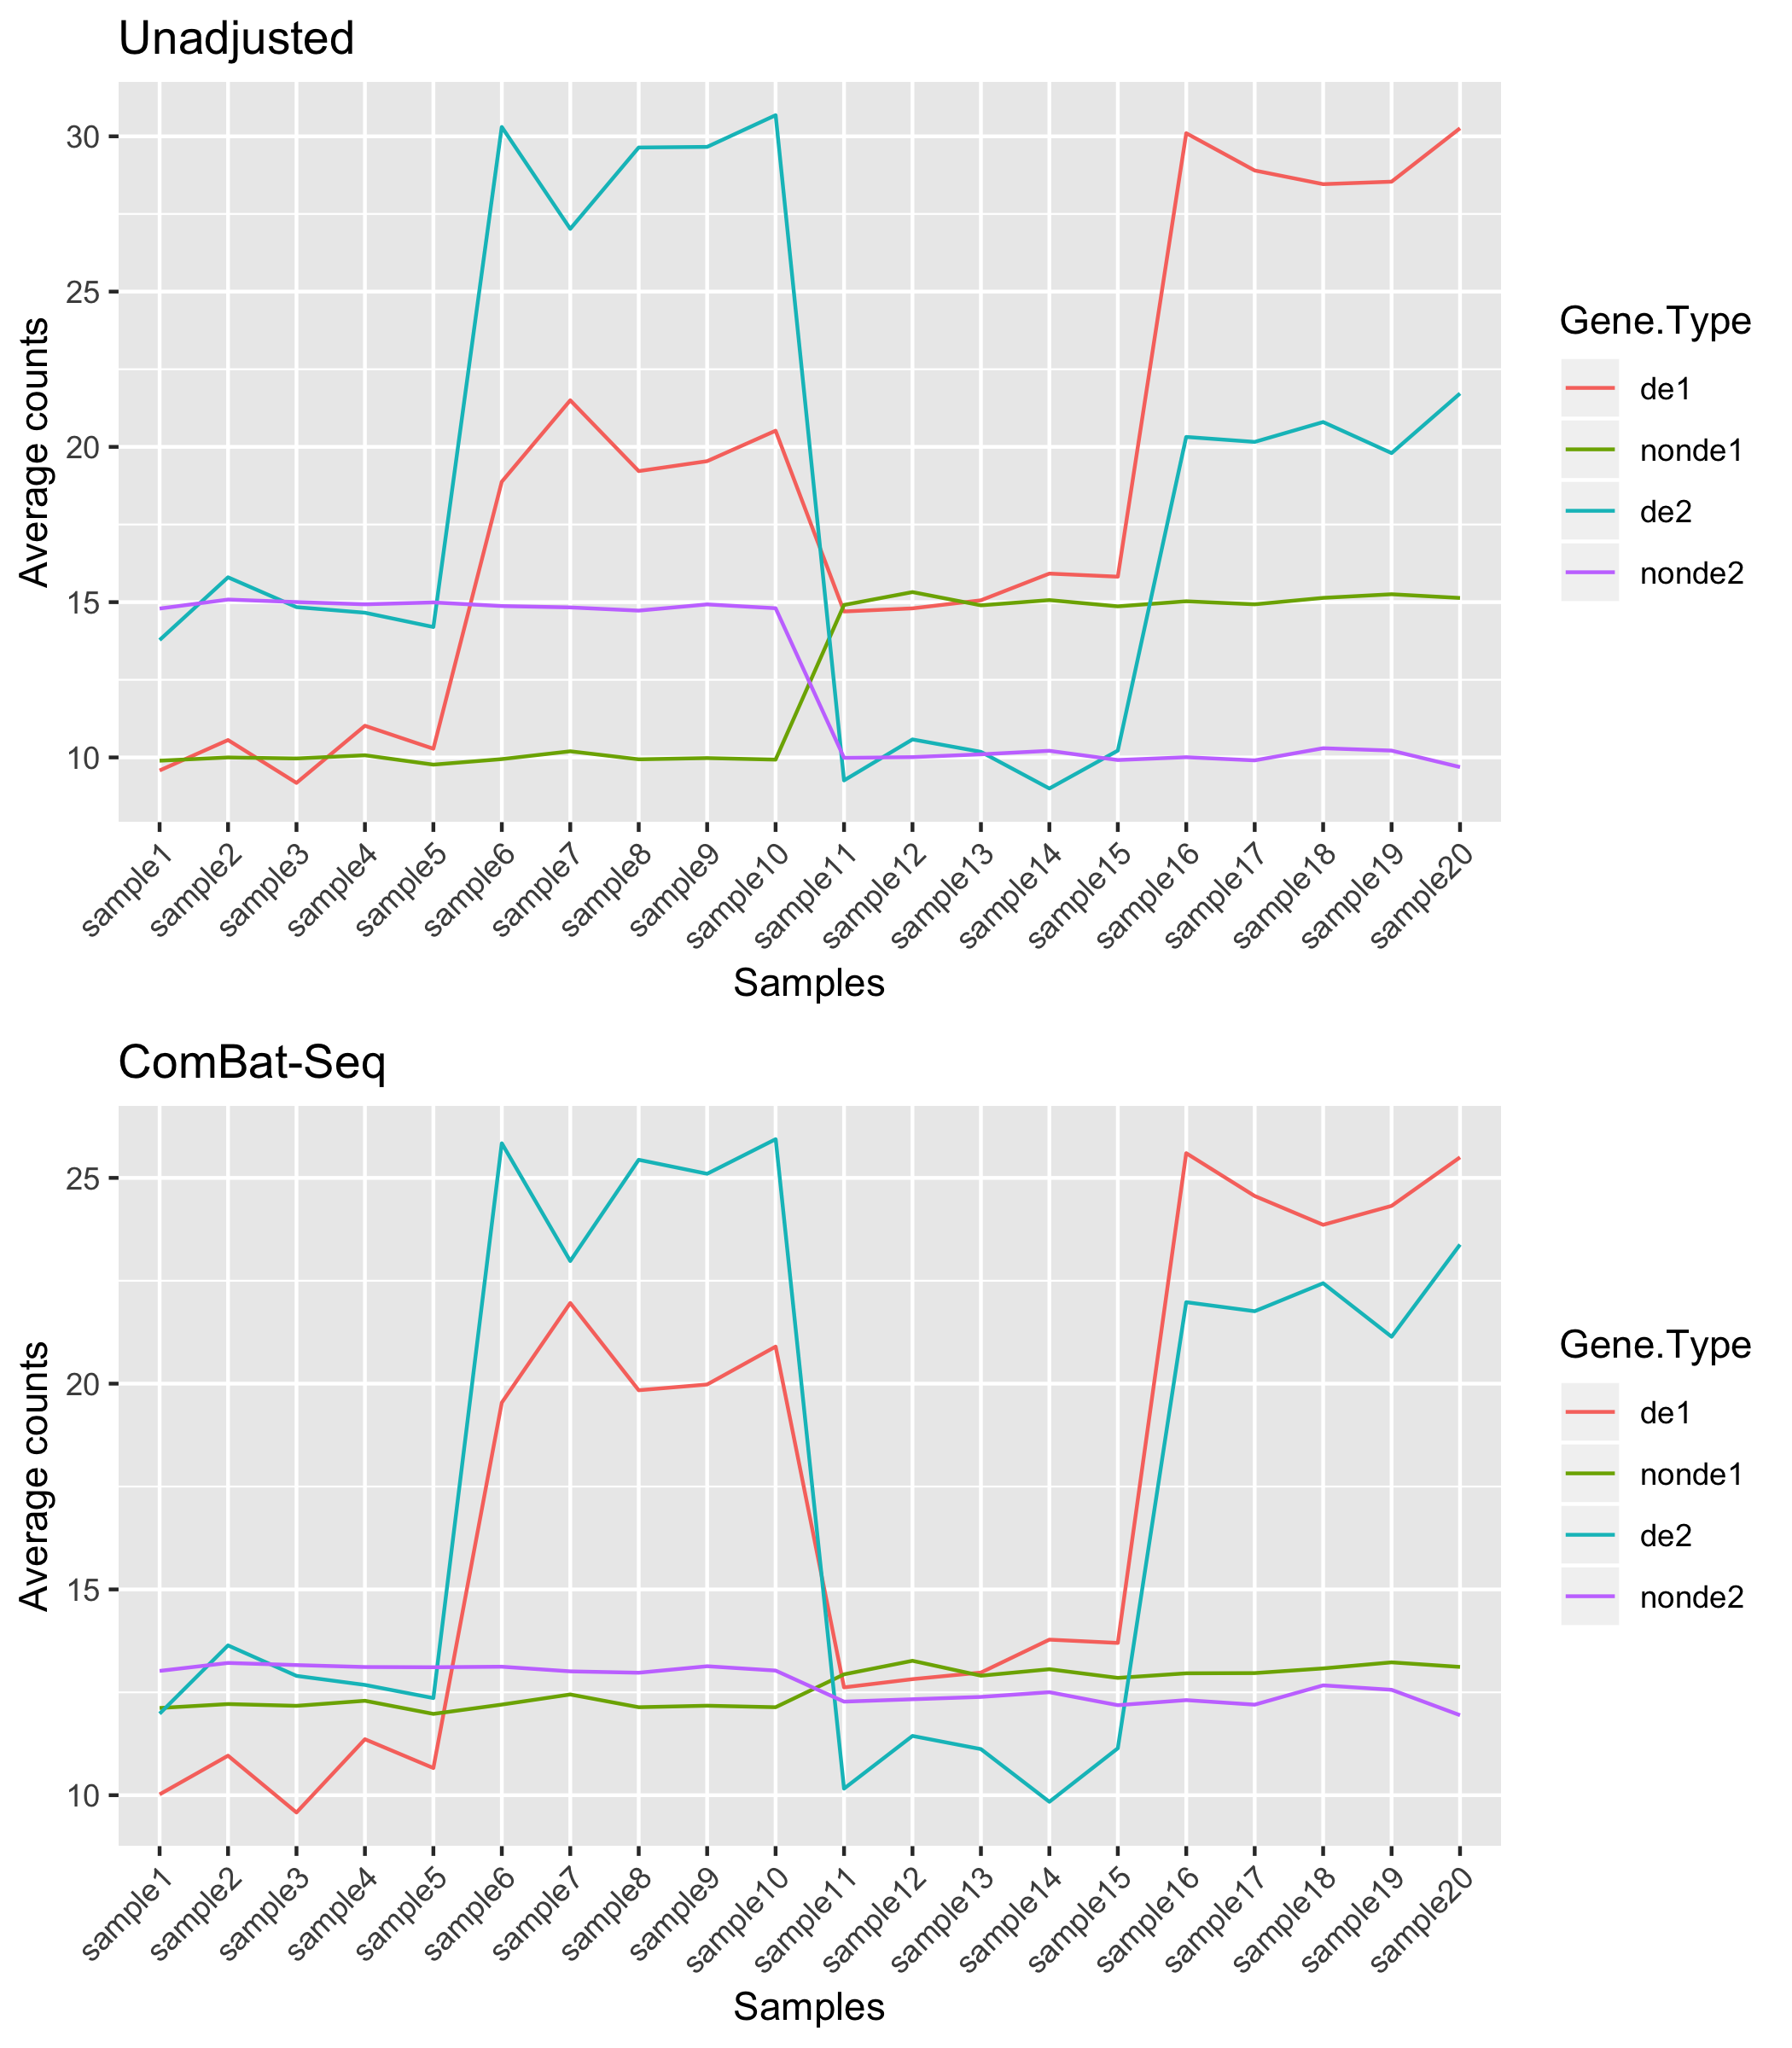 Unadjusted
30
25
20
15
10
Average counts
sample1
sample2
sample3
sample4
sample5
sample6
sample7
sample8
sample9
sample10
sample11
sample12
sample13
sample14
sample15
sample16
sample17
sample18
sample19
sample20
Samples
Gene.Type
de1
nonde1
de2
nonde2
ComBat-Seq
25
20
15
10
Average counts
sample1
sample2
sample3
sample4
sample5
sample6
sample7
sample8
sample9
sample10
sample11
sample12
sample13
sample14
sample15
sample16
sample17
sample18
sample19
sample20
Samples
Gene.Type
de1
nonde1
de2
nonde2